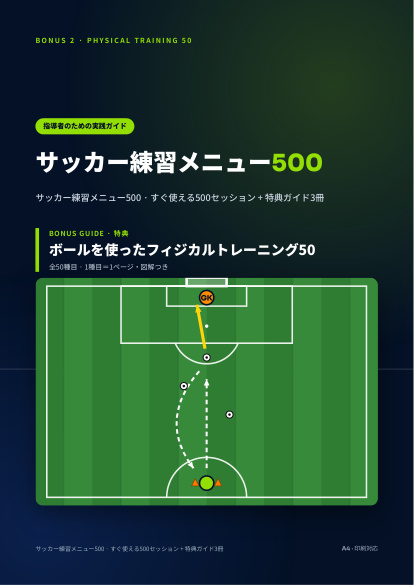 BONUS 2 · PHYSICAL TRAINING 50
指導者のための実践ガイド
サッカー練習メニュー500
サッカー練習メニュー500 · すぐ使える500セッション + 特典ガイド3冊
BONUS GUIDE · 特典
ボールを使ったフィジカルトレーニング50
全50種目 · 1種目=1ページ · 図解つき
GK
サッカー練習メニュー500 · すぐ使える500セッション + 特典ガイド3冊
A4 · 印刷対応